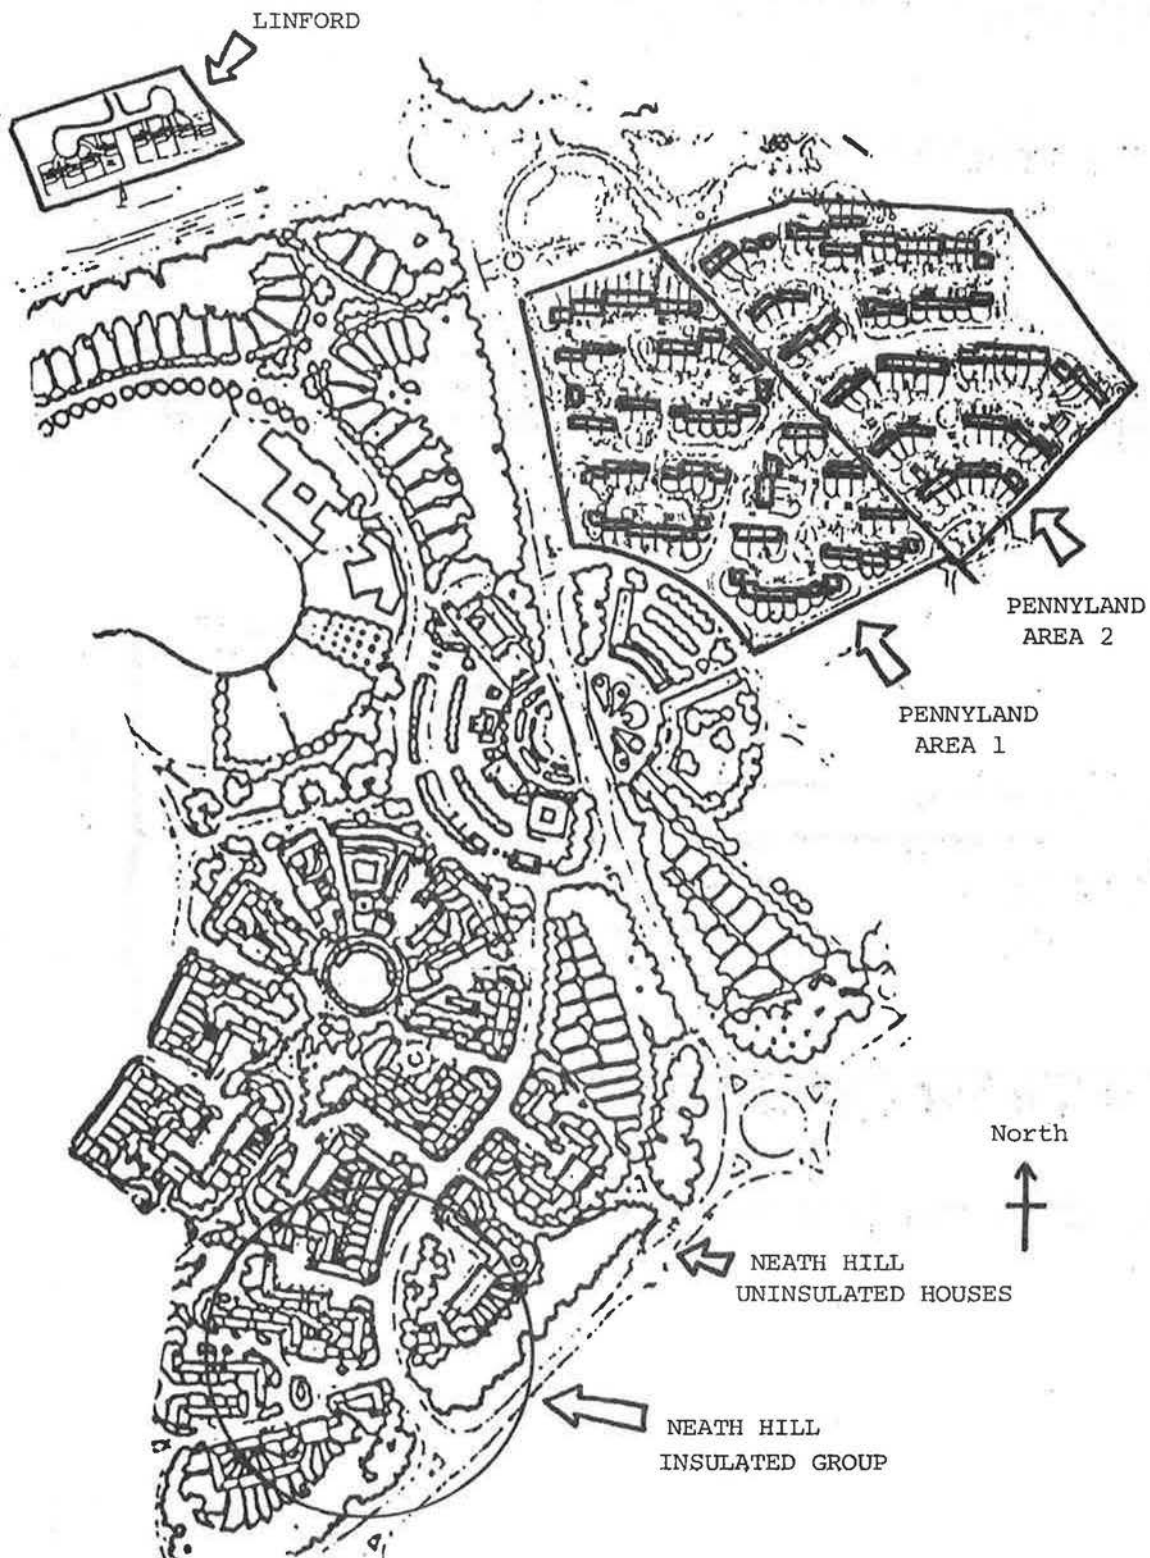 LINFORD
PENNYLAND
AREA 2
PENNYLAND
AREA 1
North
NEATH HILL
UNINSULATED HOUSES
NEATH HILL
INSULATED GROUP